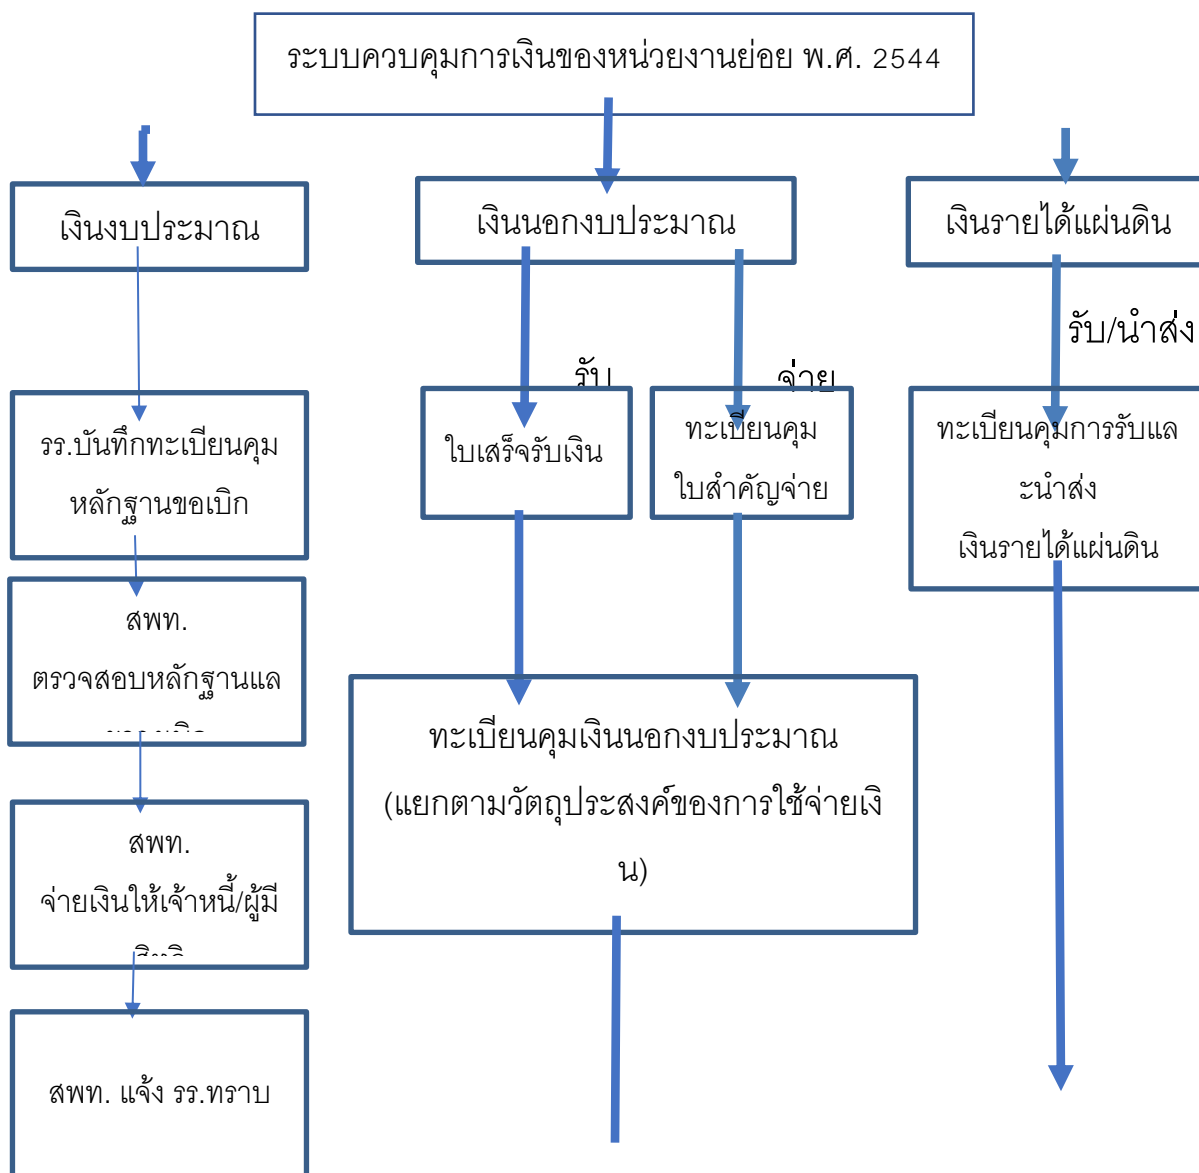 ระบบควบคุมการเงินของหน่วยงานย่อย พ.ศ. 2544
เงินงบประมาณ
เงินนอกงบประมาณ
เงินรายได้แผ่นดิน
รับ/นำส่ง
รับ
จ่าย
รร.บันทึกทะเบียนคุม
หลักฐานขอเบิก
ใบเสร็จรับเงิน
ทะเบียนคุม
ใบสำคัญจ่าย
ทะเบียนคุมการรับแล
ะนำส่ง
เงินรายได้แผ่นดิน
สพท.
ตรวจสอบหลักฐานแล
ทะเบียนคุมเงินนอกงบประมาณ
(แยกตามวัตถุประสงค์ของการใช้จ่ายเงิ
น)
สพท.
จ่ายเงินให้เจ้าหนี้/ผู้มี
สพท. แจ้ง รร.ทราบ